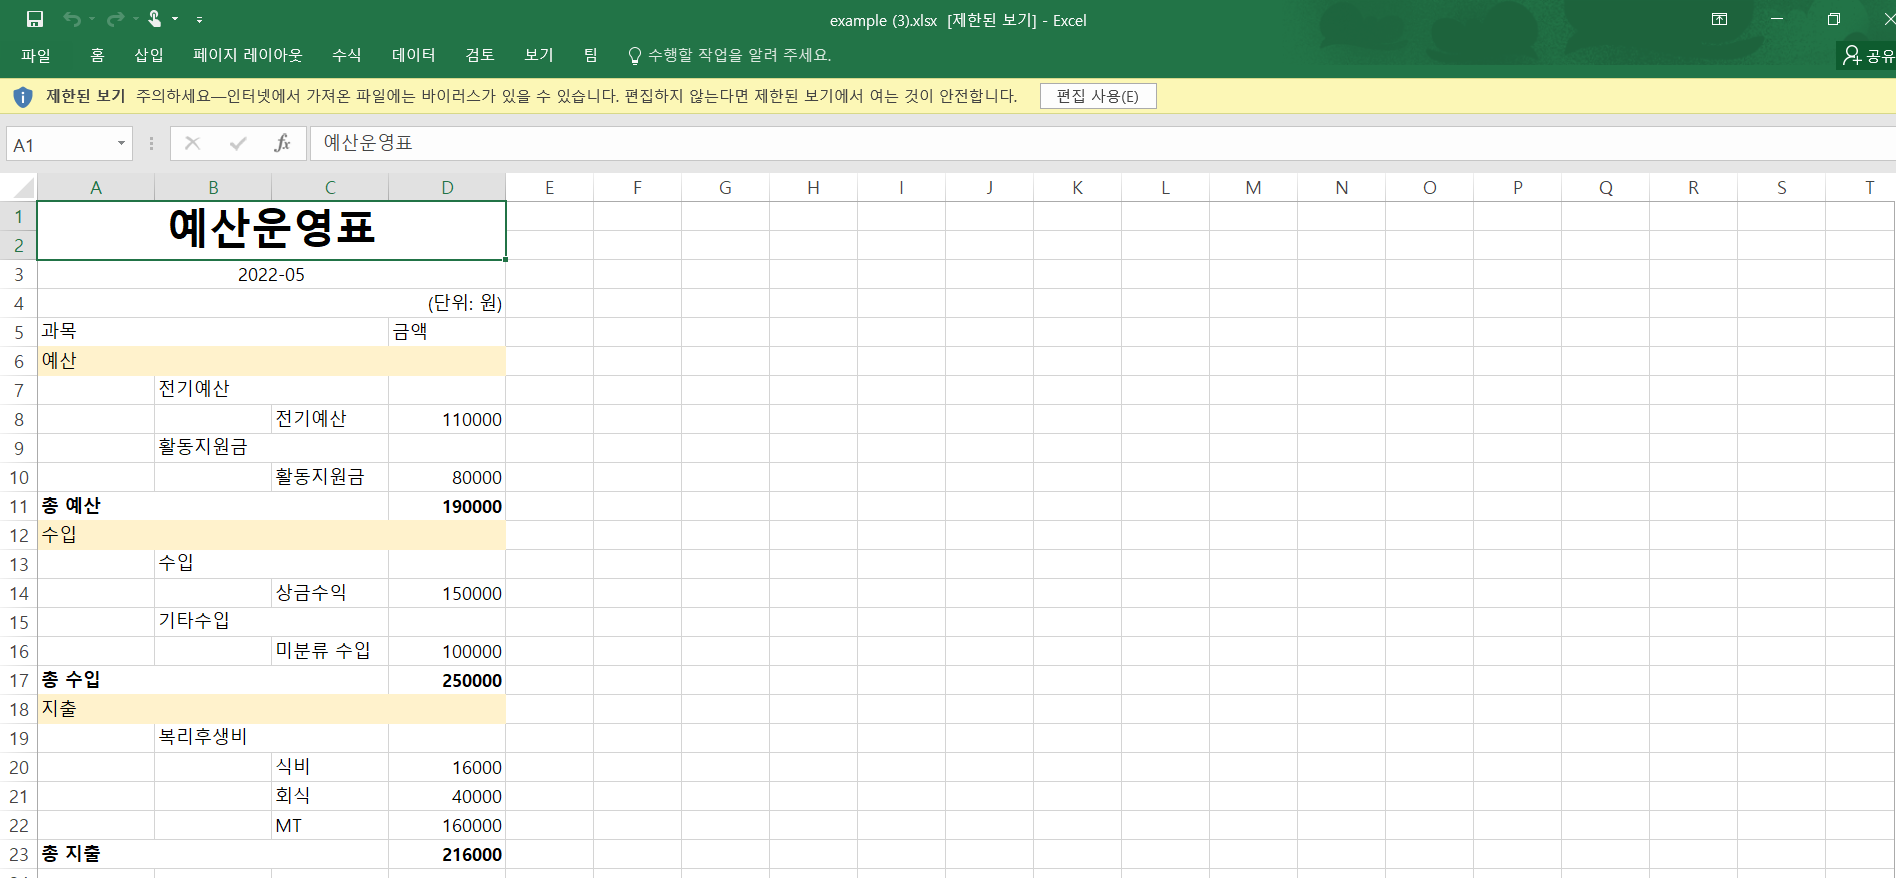 example (3).xlsx [제한된 보기] - Excel
파일 홈 삽입 페이지 레이아웃 수식 데이터 검토 보기 팀 수행할 작업을 알려 주세요. 공유
제한된 보기 주의하세요—인터넷에서 가져온 파일에는 바이러스가 있을 수 있습니다. 편집하지 않는다면 제한된 보기에서 여는 것이 안전합니다. 편집 사용(E)
A1 fx 예산운영표
A B C D E F G H I J K L M N O P Q R S T
1 예산운영표
2
3 2022-05
4 (단위: 원)
5 과목 금액
6 예산
7 전기예산
8 전기예산 110000
9 활동지원금
10 활동지원금 80000
11 총 예산 190000
12 수입
13 수입
14 상금수익 150000
15 기타수입
16 미분류 수입 100000
17 총 수입 250000
18 지출
19 복리후생비
20 식비 16000
21 회식 40000
22 MT 160000
23 총 지출 216000